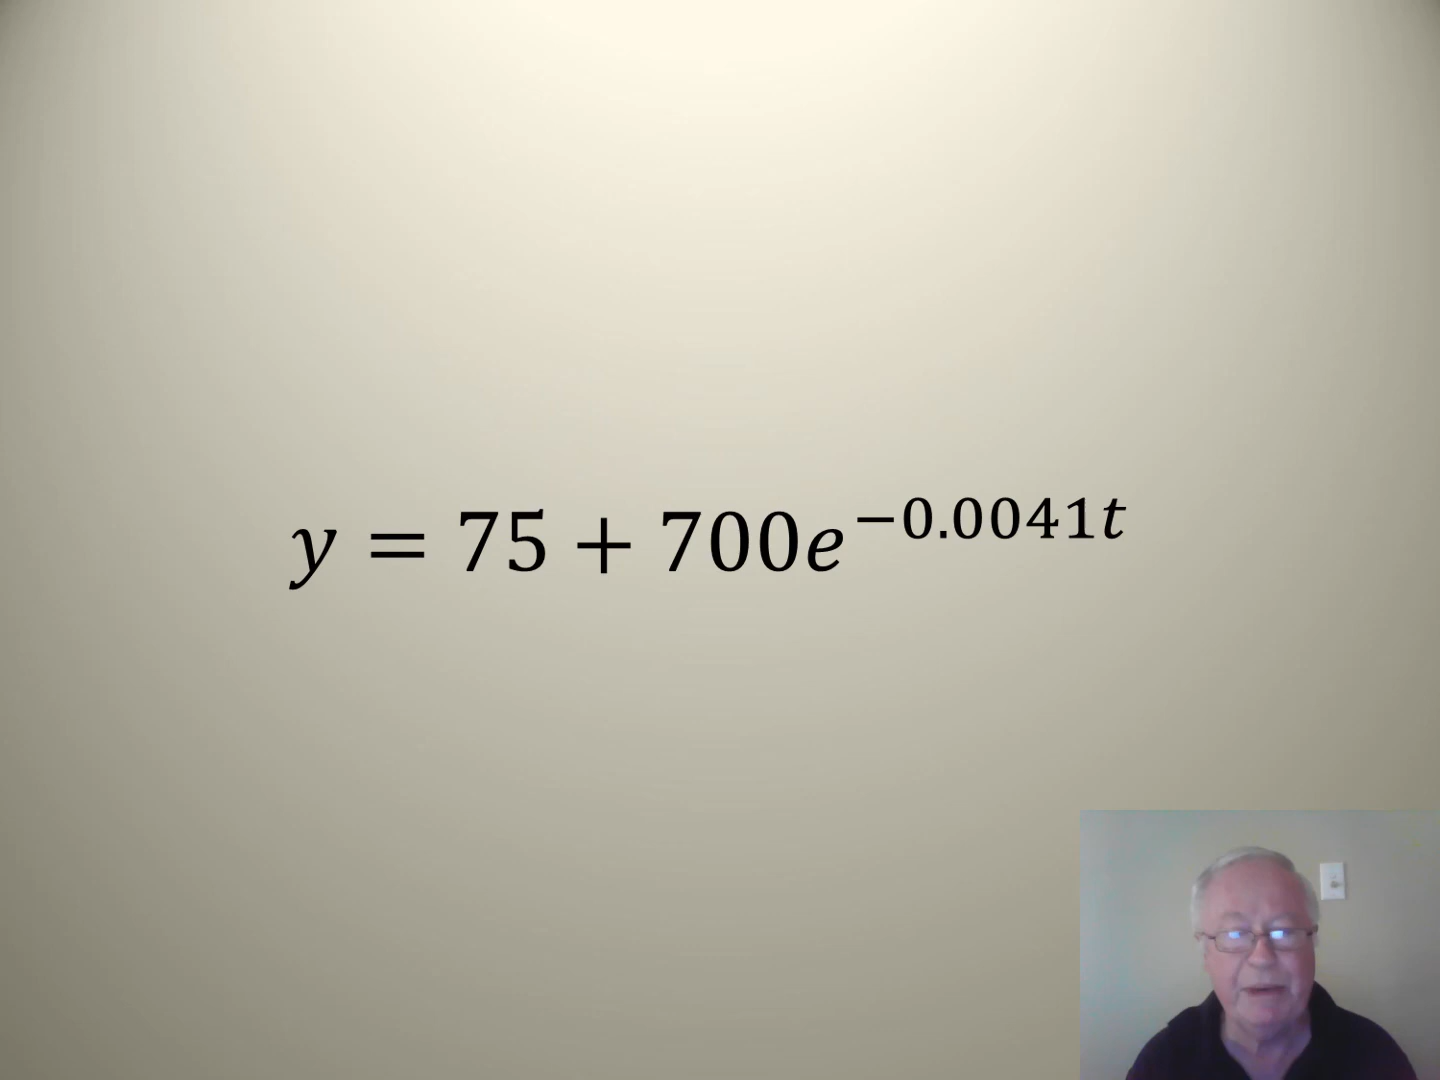 y = 75 + 700e^{-0.0041t}